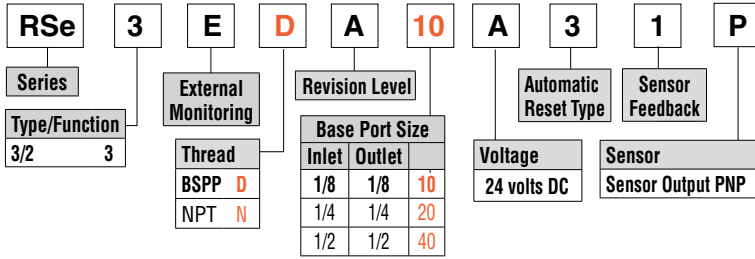 RSe 3 E D A 10 A 3 1 P
Series
External
Monitoring
Revision Level
Automatic
Reset Type
Sensor
Feedback
Type/Function
3/2 3
Thread
BSPP D
NPT N
Base Port Size
Inlet Outlet
1/8 1/8 10
1/4 1/4 20
1/2 1/2 40
Voltage
24 volts DC
Sensor
Sensor Output PNP